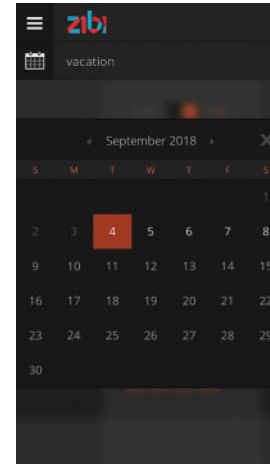 zibi
vacation
September 2018
S M T W T F S
1
2 3 4 5 6 7 8
9 10 11 12 13 14 15
16 17 18 19 20 21 22
23 24 25 26 27 28 29
30